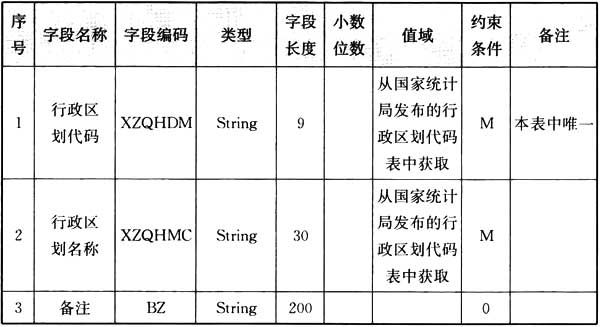 序号 字段名称 字段编码 类型 字段长度 小数位数 值域 约束条件 备注
1 行政区划代码 XZQHDM String 9 从国家统计局发布的行政区划代码表中获取 M 本表中唯一
2 行政区划名称 XZQHMC String 30 从国家统计局发布的行政区划代码表中获取 M
3 备注 BZ String 200 0